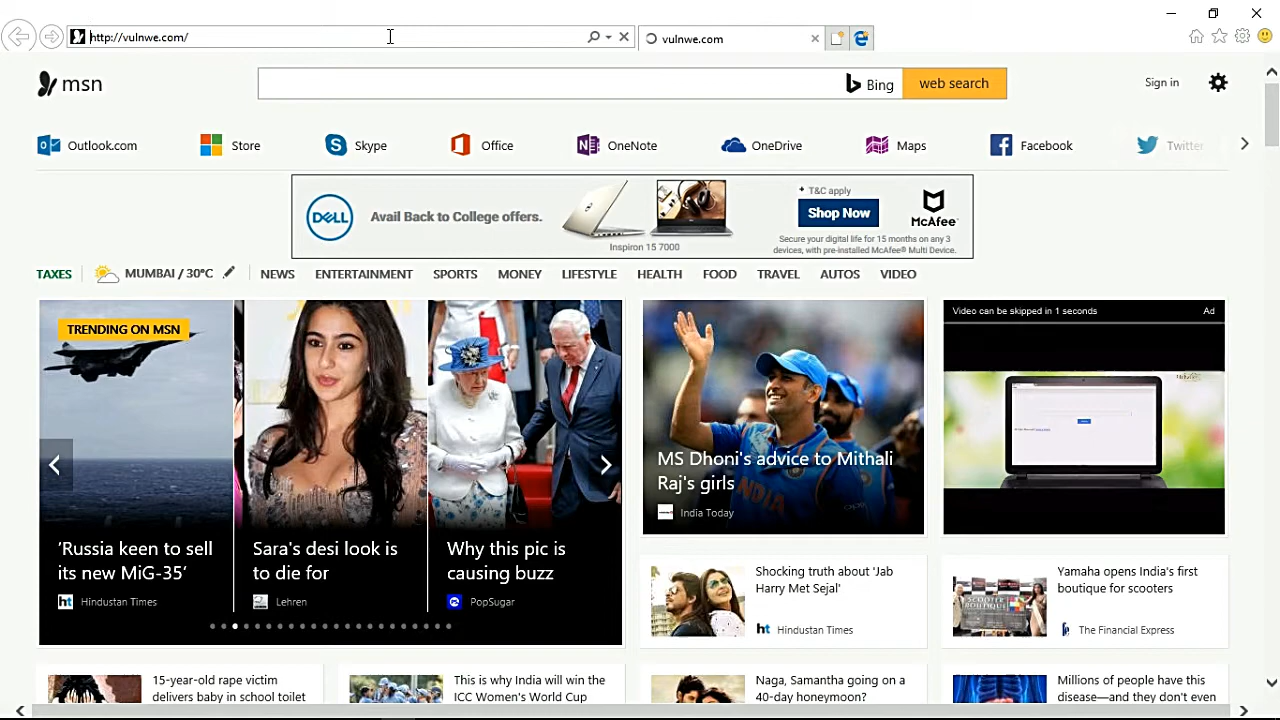 http://vulnwe.com/
vulnwe.com
msn
Bing
web search
Sign in
Outlook.com
Store
Skype
Office
OneNote
OneDrive
Maps
Facebook
Twitter
DELL
Avail Back to College offers.
Inspiron 15 7000
* T&C apply
Shop Now
McAfee™
Secure your digital life for 15 months on any 3
devices, with pre-installed McAfee® Multi Device.
TAXES
MUMBAI / 30°C
NEWS
ENTERTAINMENT
SPORTS
MONEY
LIFESTYLE
HEALTH
FOOD
TRAVEL
AUTOS
VIDEO
TRENDING ON MSN
'Russia keen to sell
its new MiG-35'
ht Hindustan Times
Sara's desi look is
to die for
Lehren
Why this pic is
causing buzz
PopSugar
INDIA
MS Dhoni's advice to Mithali
Raj's girls
India Today
Video can be skipped in 1 seconds
Ad
Shocking truth about 'Jab
Harry Met Sejal'
ht Hindustan Times
Yamaha opens India's first
boutique for scooters
The Financial Express
15-year-old rape victim
delivers baby in school toilet
This is why India will win the
ICC Women's World Cup
Naga, Samantha going on a
40-day honeymoon?
Millions of people have this
disease—and they don't even